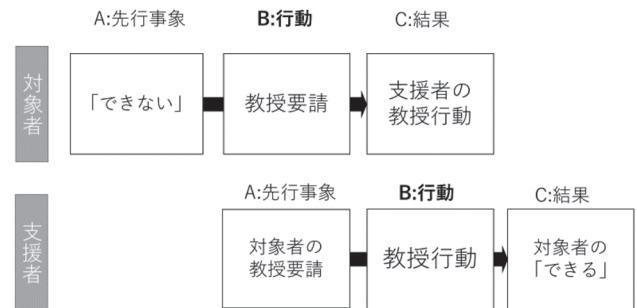 A:先行事象
B:行動
C:結果
対象者
「できない」
教授要請
支援者の
教授行動
A:先行事象
B:行動
C:結果
支援者
対象者の
教授要請
教授行動
対象者の
「できる」